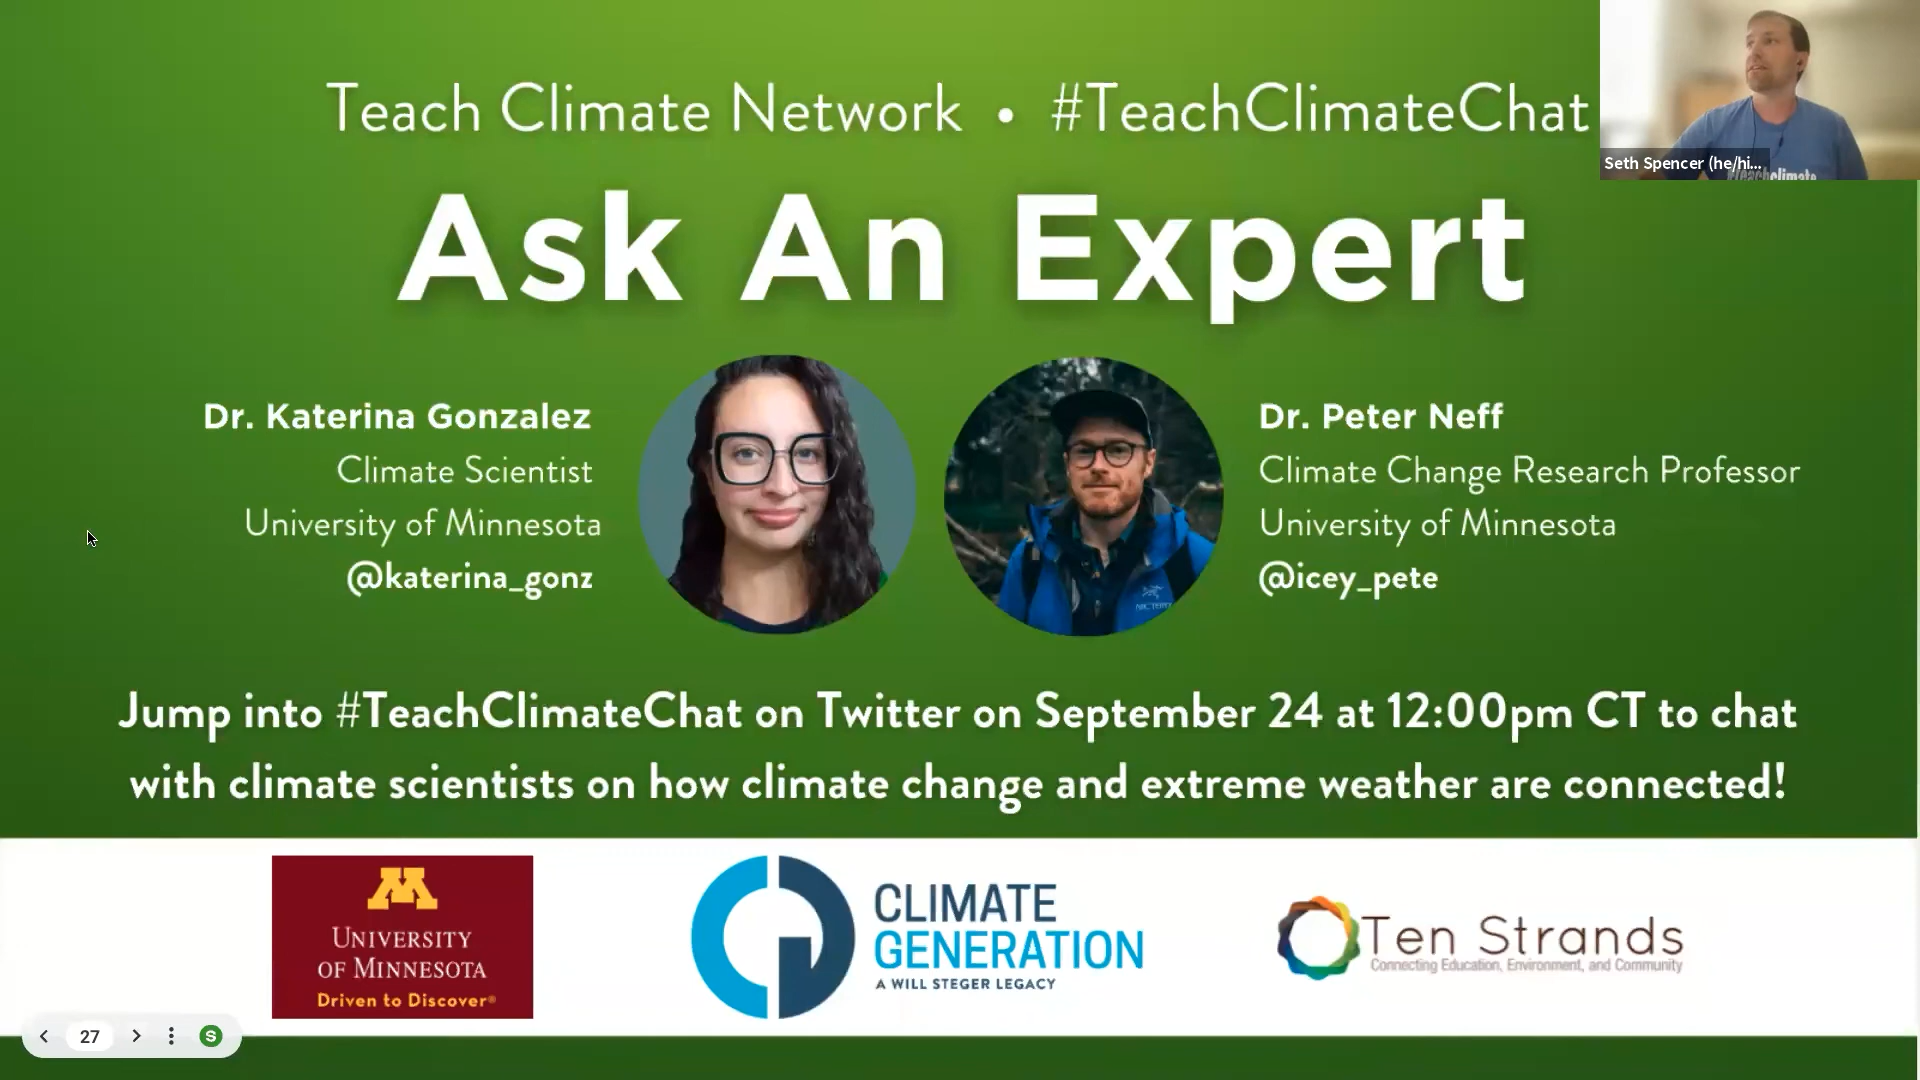 Teach Climate Network • #TeachClimateChat
Seth Spencer (he/hi...
#teachclimate
Ask An Expert
Dr. Katerina Gonzalez
Climate Scientist
University of Minnesota
@katerina_gonz
Dr. Peter Neff
Climate Change Research Professor
University of Minnesota
@icey_pete
Jump into #TeachClimateChat on Twitter on September 24 at 12:00pm CT to chat
with climate scientists on how climate change and extreme weather are connected!
M
UNIVERSITY
OF MINNESOTA
Driven to Discover®
CLIMATE
GENERATION
A WILL STEGER LEGACY
Ten Strands
Connecting Education, Environment, and Community
27
S